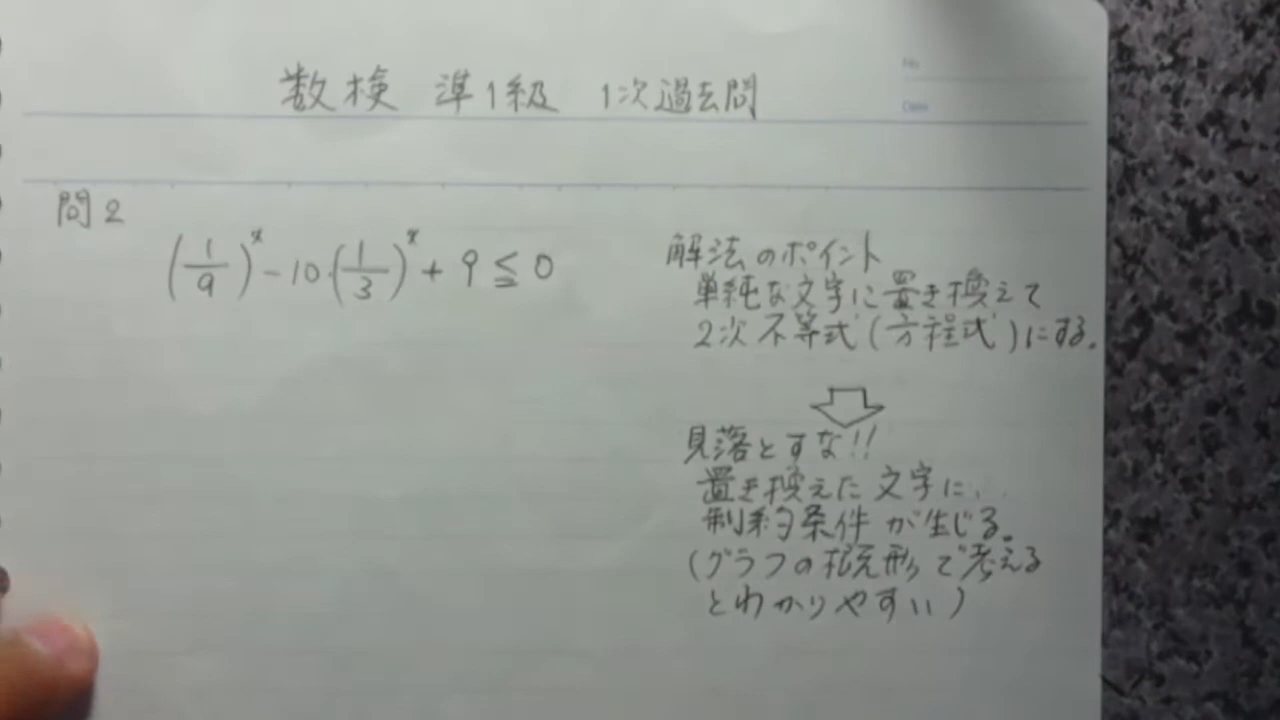 数検 準1級 1次過去問
No.
Date
問2
(1/9)^x - 10・(1/3)^x + 9 ≦ 0
解法のポイント
単純な文字に置き換えて
2次不等式(方程式)にする。
見落とすな!!
置き換えた文字に、
制約条件が生じる。
(グラフの概形で考える
とわかりやすい)